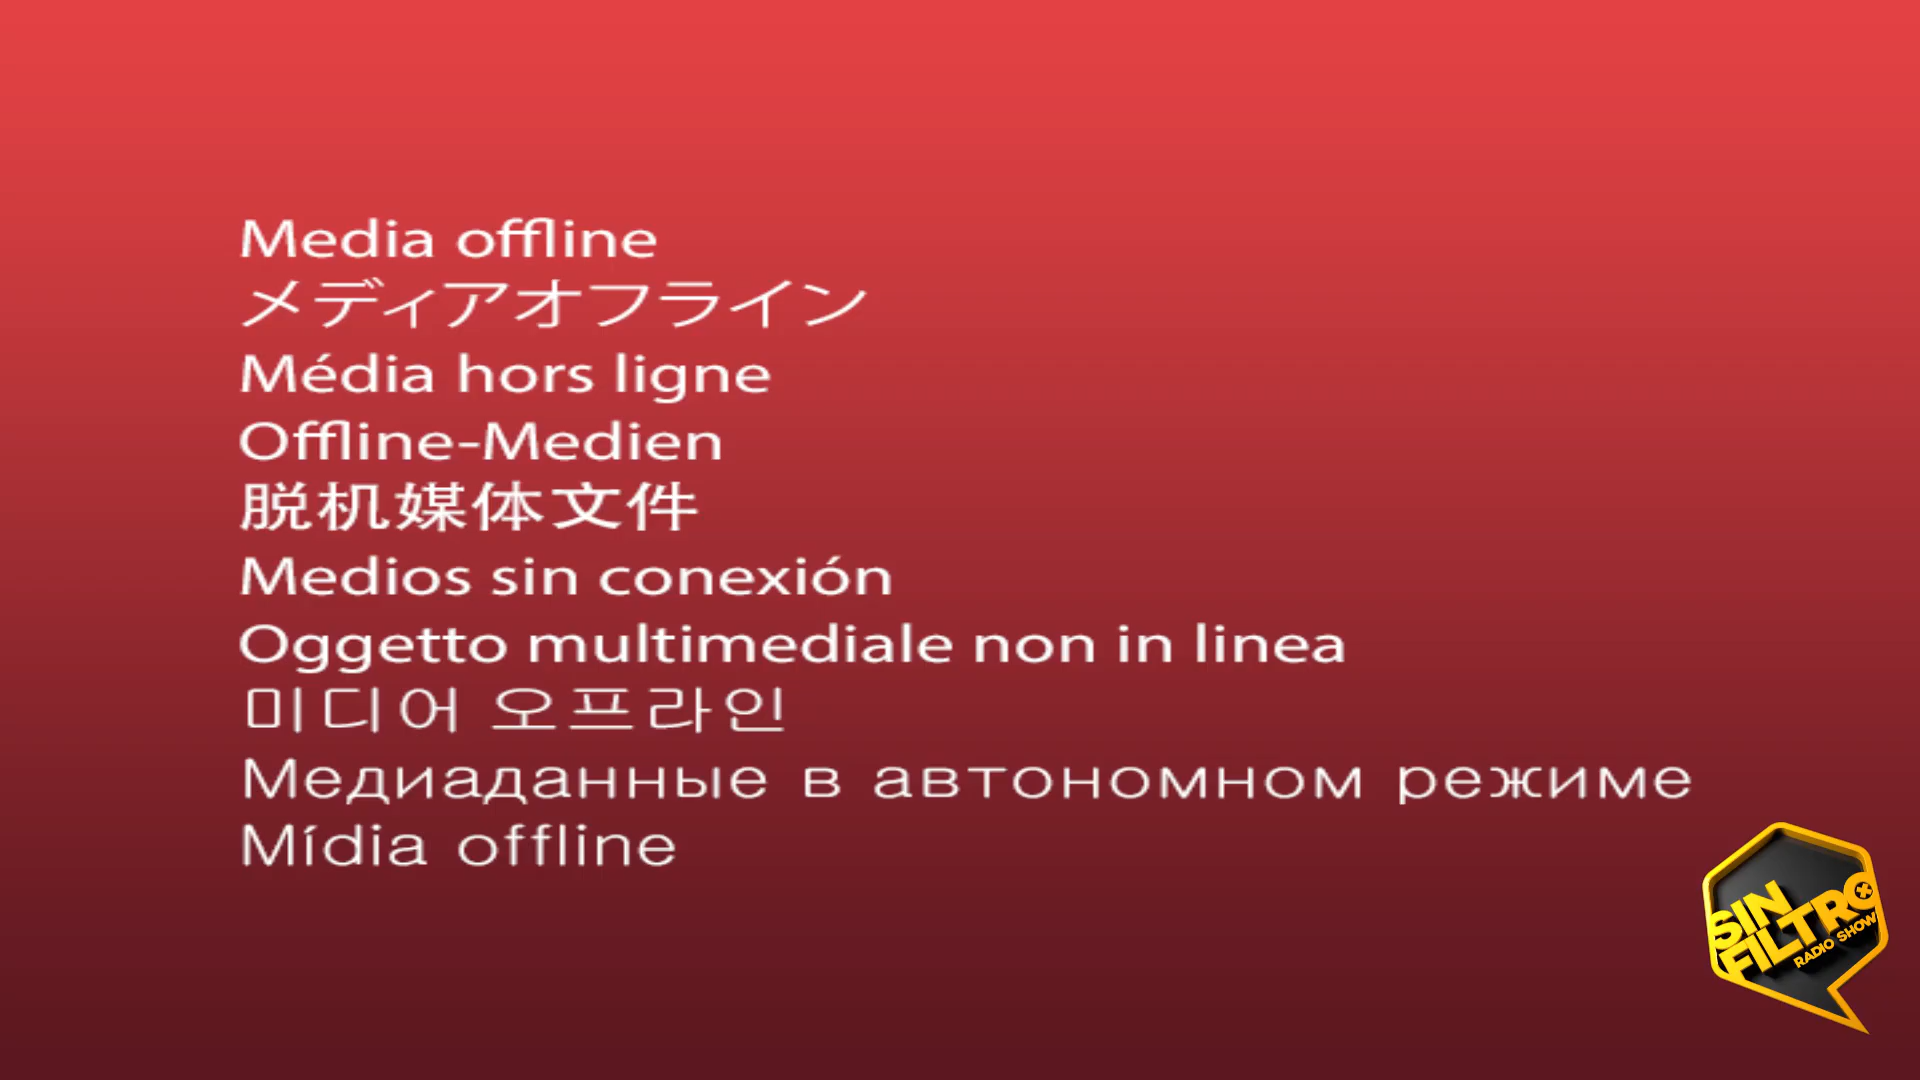 Media offline
メディアオフライン
Média hors ligne
Offline-Medien
脱机媒体文件
Medios sin conexión
Oggetto multimediale non in linea
미디어 오프라인
Медиаданные в автономном режиме
Mídia offline
SIN
FILTRO
RADIO SHOW